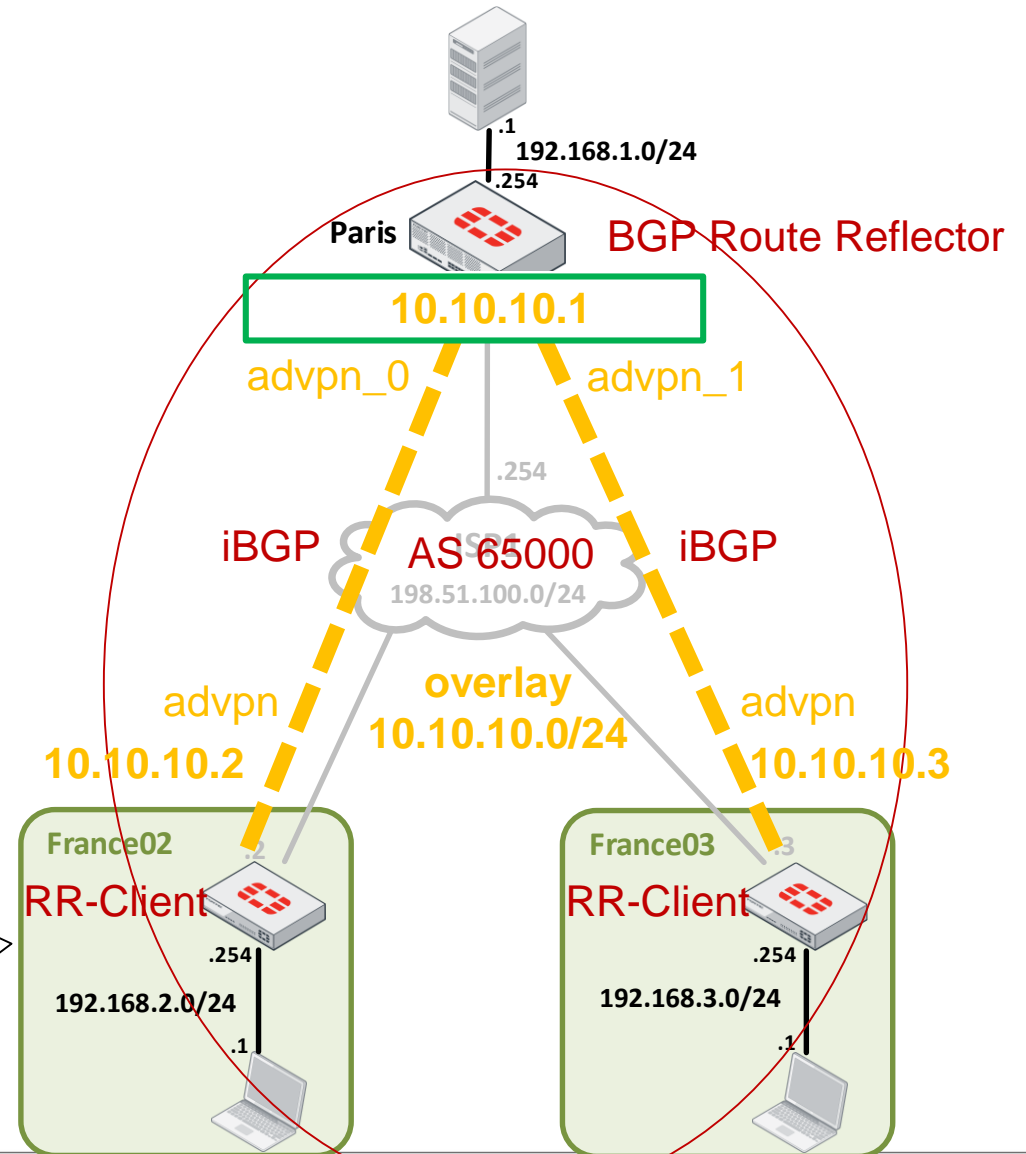 .1
192.168.1.0/24
.254
Paris
BGP Route Reflector
10.10.10.1
advpn_0
advpn_1
.254
iBGP
AS 65000
iBGP
ISP1
198.51.100.0/24
overlay
10.10.10.0/24
advpn
10.10.10.2
advpn
10.10.10.3
France02
.2
RR-Client
.254
192.168.2.0/24
.1
France03
.3
RR-Client
.254
192.168.3.0/24
.1